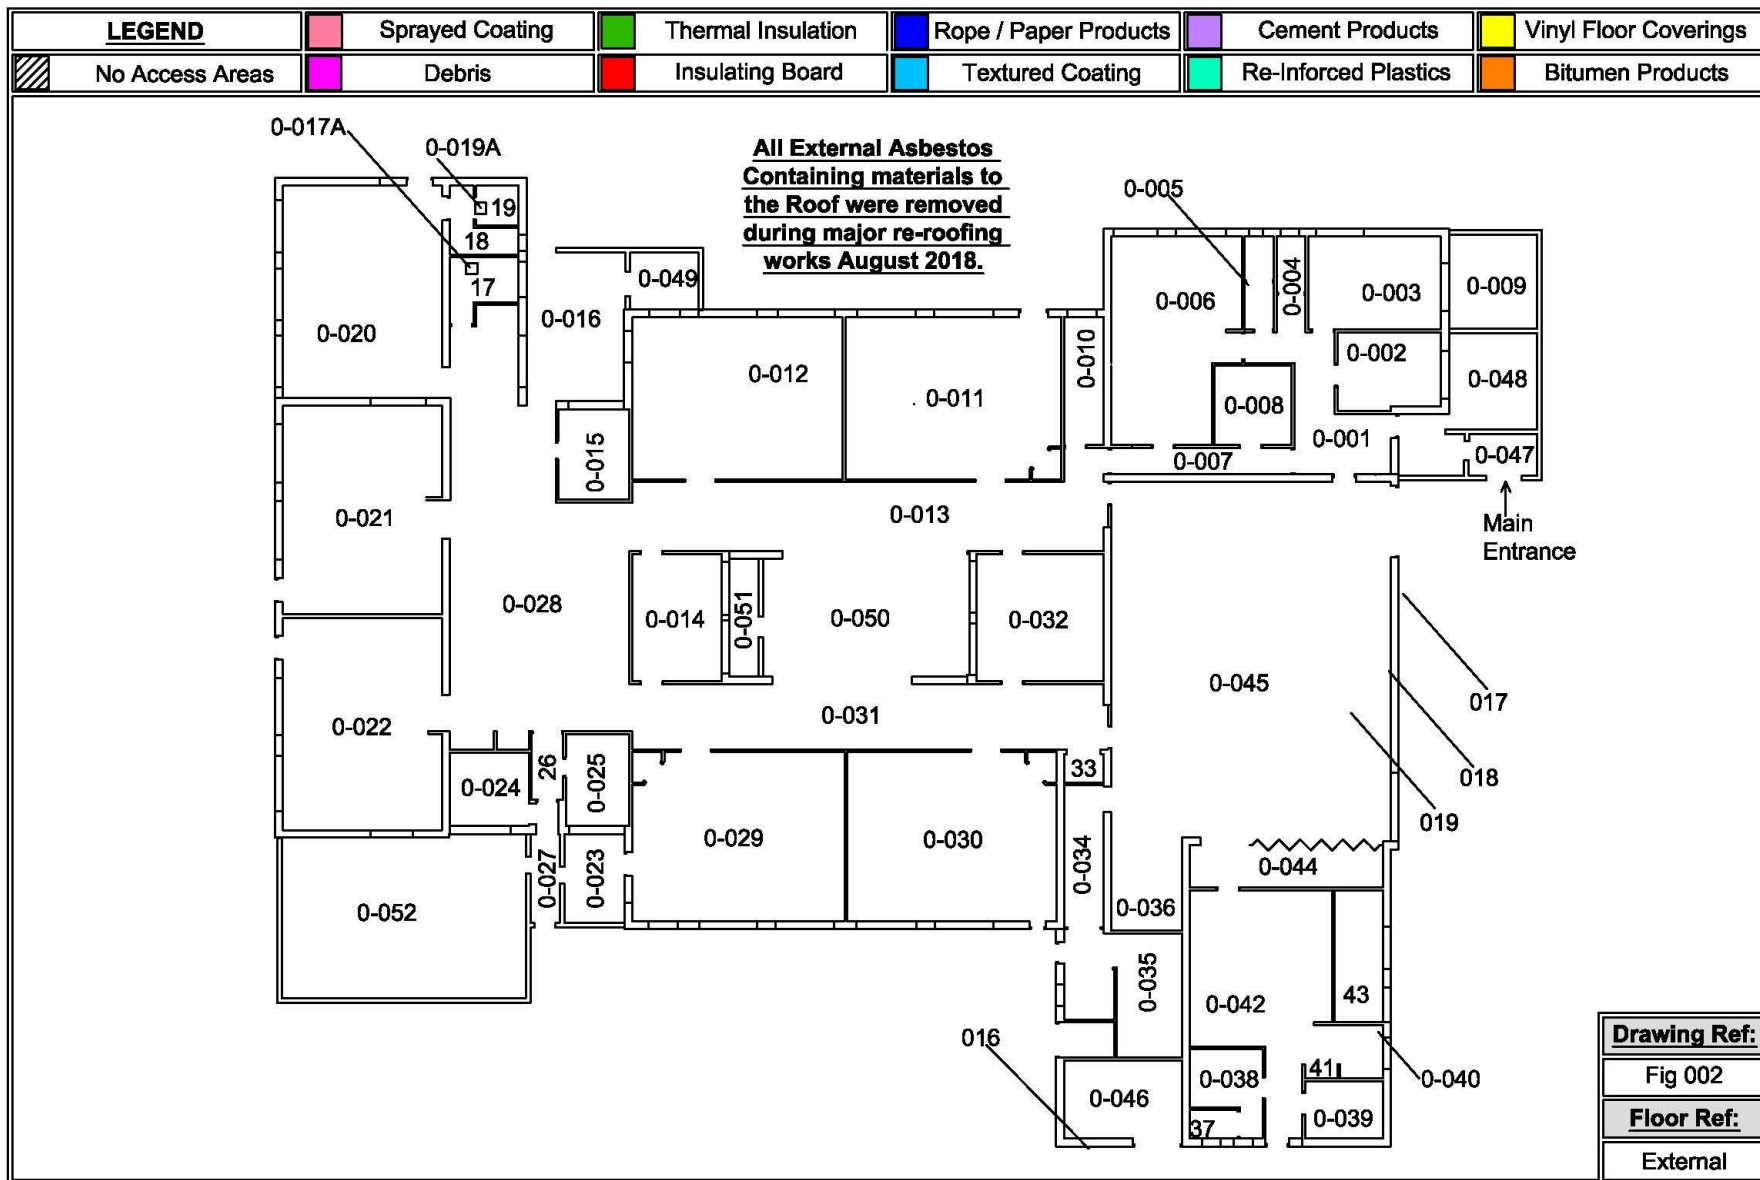 LEGEND
Sprayed Coating
Thermal Insulation
Rope / Paper Products
Cement Products
Vinyl Floor Coverings
No Access Areas
Debris
Insulating Board
Textured Coating
Re-Inforced Plastics
Bitumen Products
0-017A
0-019A
All External Asbestos
Containing materials to
the Roof were removed
during major re-roofing
works August 2018.
0-005
19
18
17
0-049
0-016
0-020
0-006
0-004
0-003
0-009
0-002
0-048
0-010
0-012
0-011
0-008
0-001
0-047
0-007
0-015
0-021
0-013
Main
Entrance
0-028
0-014
0-051
0-050
0-032
0-045
017
018
019
0-022
0-031
0-024
26
0-025
33
0-029
0-030
0-034
0-044
0-027
0-023
0-052
0-036
0-035
0-042
43
016
0-046
0-038
41
0-040
37
0-039
Drawing Ref:
Fig 002
Floor Ref:
External